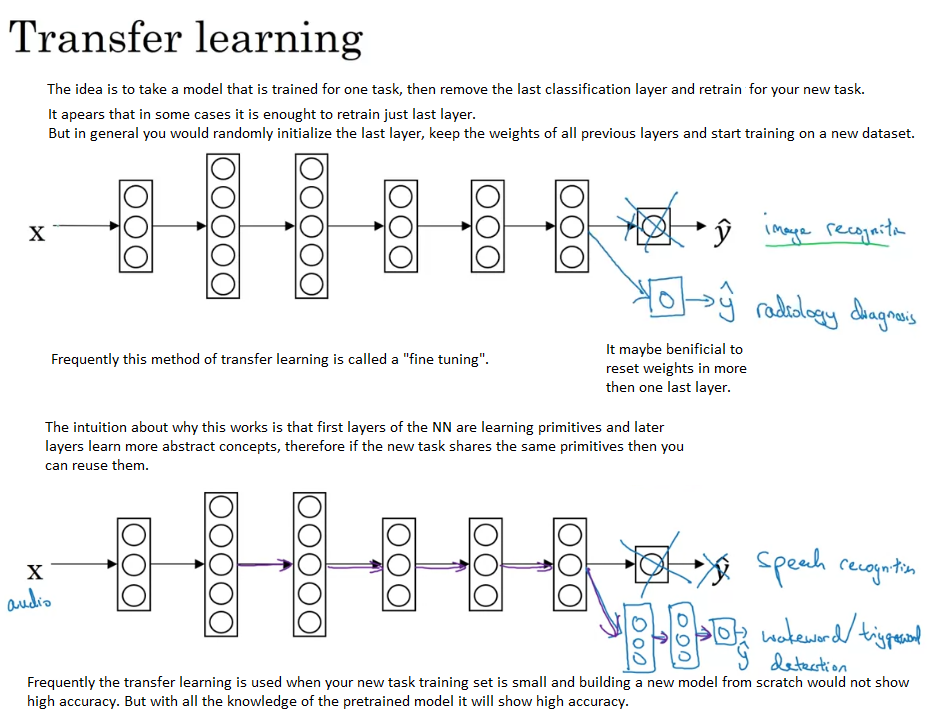 Transfer learning
The idea is to take a model that is trained for one task, then remove the last classification layer and retrain for your new task.
It apears that in some cases it is enought to retrain just last layer.
But in general you would randomly initialize the last layer, keep the weights of all previous layers and start training on a new dataset.
x
ŷ
image recognition
ŷ radiology diagnosis
Frequently this method of transfer learning is called a "fine tuning".
It maybe benificial to
reset weights in more
then one last layer.
The intuition about why this works is that first layers of the NN are learning primitives and later
layers learn more abstract concepts, therefore if the new task shares the same primitives then you
can reuse them.
x
audio
ŷ
speech recognition
wakeword/triggerword
detection
ŷ
Frequently the transfer learning is used when your new task training set is small and building a new model from scratch would not show
high accuracy. But with all the knowledge of the pretrained model it will show high accuracy.